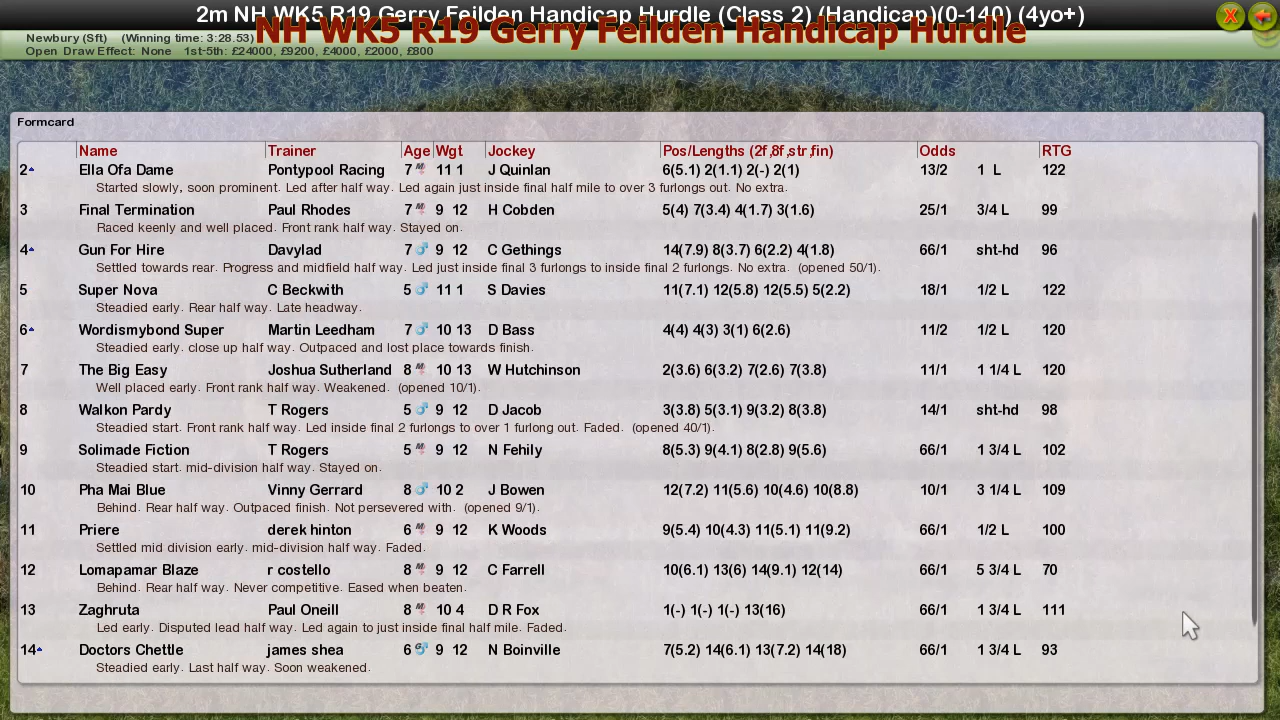 2m NH WK5 R19 Gerry Feilden Handicap Hurdle (Class 2) (Handicap)(0-140) (4yo+)
NH WK5 R19 Gerry Feilden Handicap Hurdle
X
Newbury (Sft) (Winning time: 3:28.53)
Open Draw Effect: None 1st-5th: £24000, £9200, £4000, £2000, £800
Formcard
Name Trainer Age Wgt Jockey Pos/Lengths (2f,8f,str,fin) Odds RTG
2 Ella Ofa Dame Pontypool Racing 7 M 11 1 J Quinlan 6(5.1) 2(1.1) 2(-) 2(1) 13/2 1 L 122
Started slowly, soon prominent. Led after half way. Led again just inside final half mile to over 3 furlongs out. No extra.
3 Final Termination Paul Rhodes 7 M 9 12 H Cobden 5(4) 7(3.4) 4(1.7) 3(1.6) 25/1 3/4 L 99
Raced keenly and well placed. Front rank half way. Stayed on.
4 Gun For Hire Davylad 7 9 12 C Gethings 14(7.9) 8(3.7) 6(2.2) 4(1.8) 66/1 sht-hd 96
Settled towards rear. Progress and midfield half way. Led just inside final 3 furlongs to inside final 2 furlongs. No extra. (opened 50/1).
5 Super Nova C Beckwith 5 11 1 S Davies 11(7.1) 12(5.8) 12(5.5) 5(2.2) 18/1 1/2 L 122
Steadied early. Rear half way. Late headway.
6 Wordismybond Super Martin Leedham 7 10 13 D Bass 4(4) 4(3) 3(1) 6(2.6) 11/2 1/2 L 120
Steadied early. close up half way. Outpaced and lost place towards finish.
7 The Big Easy Joshua Sutherland 8 M 10 13 W Hutchinson 2(3.6) 6(3.2) 7(2.6) 7(3.8) 11/1 1 1/4 L 120
Well placed early. Front rank half way. Weakened. (opened 10/1).
8 Walkon Pardy T Rogers 5 9 12 D Jacob 3(3.8) 5(3.1) 9(3.2) 8(3.8) 14/1 sht-hd 98
Steadied start. Front rank half way. Led inside final 2 furlongs to over 1 furlong out. Faded. (opened 40/1).
9 Solimade Fiction T Rogers 5 M 9 12 N Fehily 8(5.3) 9(4.1) 8(2.8) 9(5.6) 66/1 1 3/4 L 102
Steadied start. mid-division half way. Stayed on.
10 Pha Mai Blue Vinny Gerrard 8 10 2 J Bowen 12(7.2) 11(5.6) 10(4.6) 10(8.8) 10/1 3 1/4 L 109
Behind. Rear half way. Outpaced finish. Not persevered with. (opened 9/1).
11 Priere derek hinton 6 M 9 12 K Woods 9(5.4) 10(4.3) 11(5.1) 11(9.2) 66/1 1/2 L 100
Settled mid division early. mid-division half way. Faded.
12 Lomapamar Blaze r costello 8 M 9 12 C Farrell 10(6.1) 13(6) 14(9.1) 12(14) 66/1 5 3/4 L 70
Behind. Rear half way. Never competitive. Eased when beaten.
13 Zaghruta Paul Oneill 8 M 10 4 D R Fox 1(-) 1(-) 1(-) 13(16) 66/1 1 3/4 L 111
Led early. Disputed lead half way. Led again to just inside final half mile. Faded.
14 Doctors Chettle james shea 6 G 9 12 N Boinville 7(5.2) 14(6.1) 13(7.2) 14(18) 66/1 1 3/4 L 93
Steadied early. Last half way. Soon weakened.